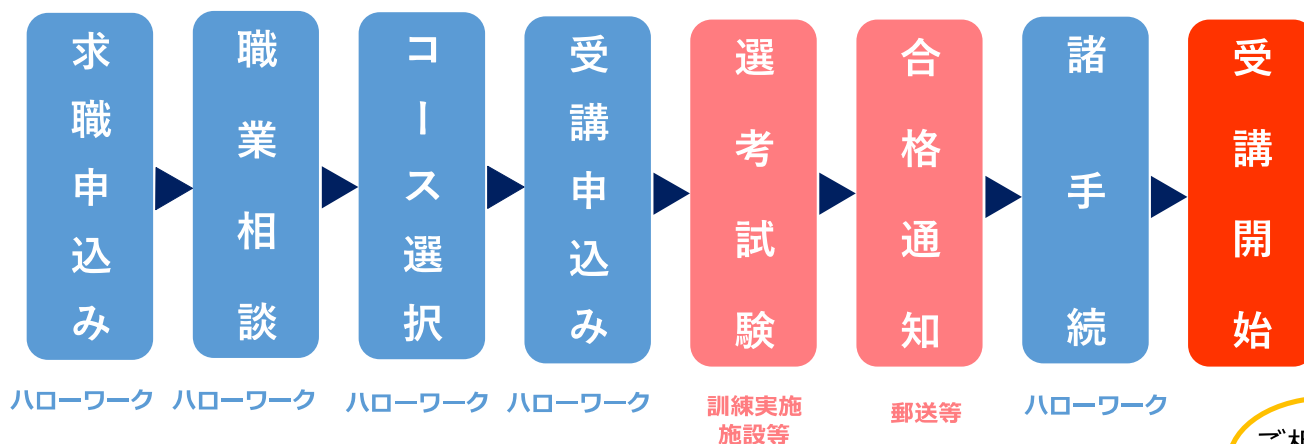 求職申込み
職業相談
コース選択
受講申込み
選考試験
合格通知
諸手続
受講開始
ハローワーク
ハローワーク
ハローワーク
ハローワーク
訓練実施
施設等
郵送等
ハローワーク
ご相